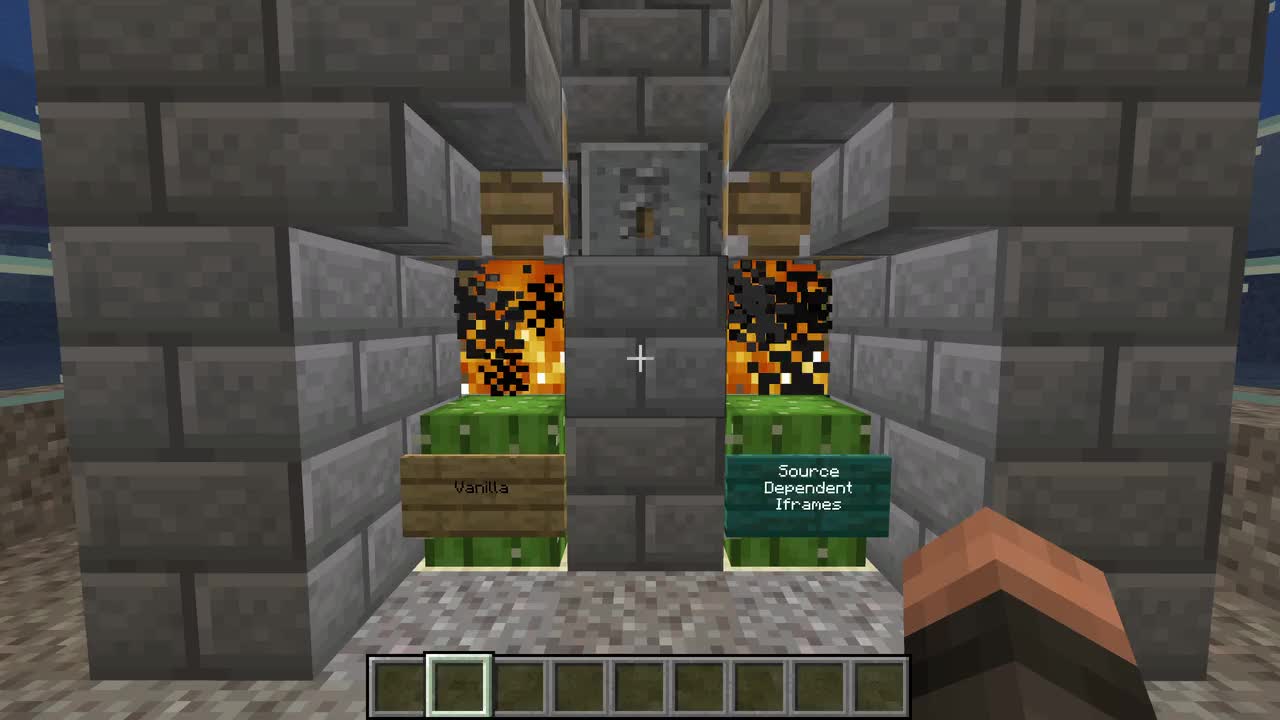 Vanilla
Source
Dependent
Iframes